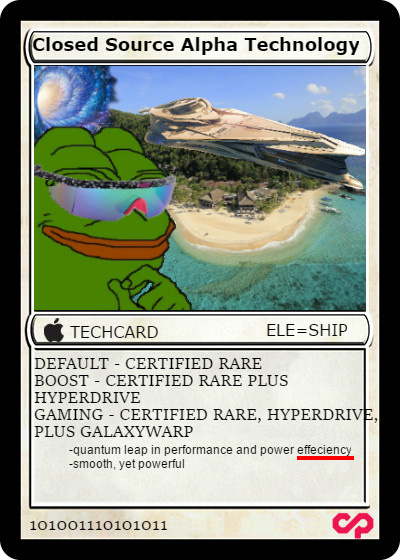 Closed Source Alpha Technology
TECHCARD
ELE=SHIP
DEFAULT - CERTIFIED RARE
BOOST - CERTIFIED RARE PLUS
HYPERDRIVE
GAMING - CERTIFIED RARE, HYPERDRIVE,
PLUS GALAXYWARP
-quantum leap in performance and power effeciency
-smooth, yet powerful
101001110101011